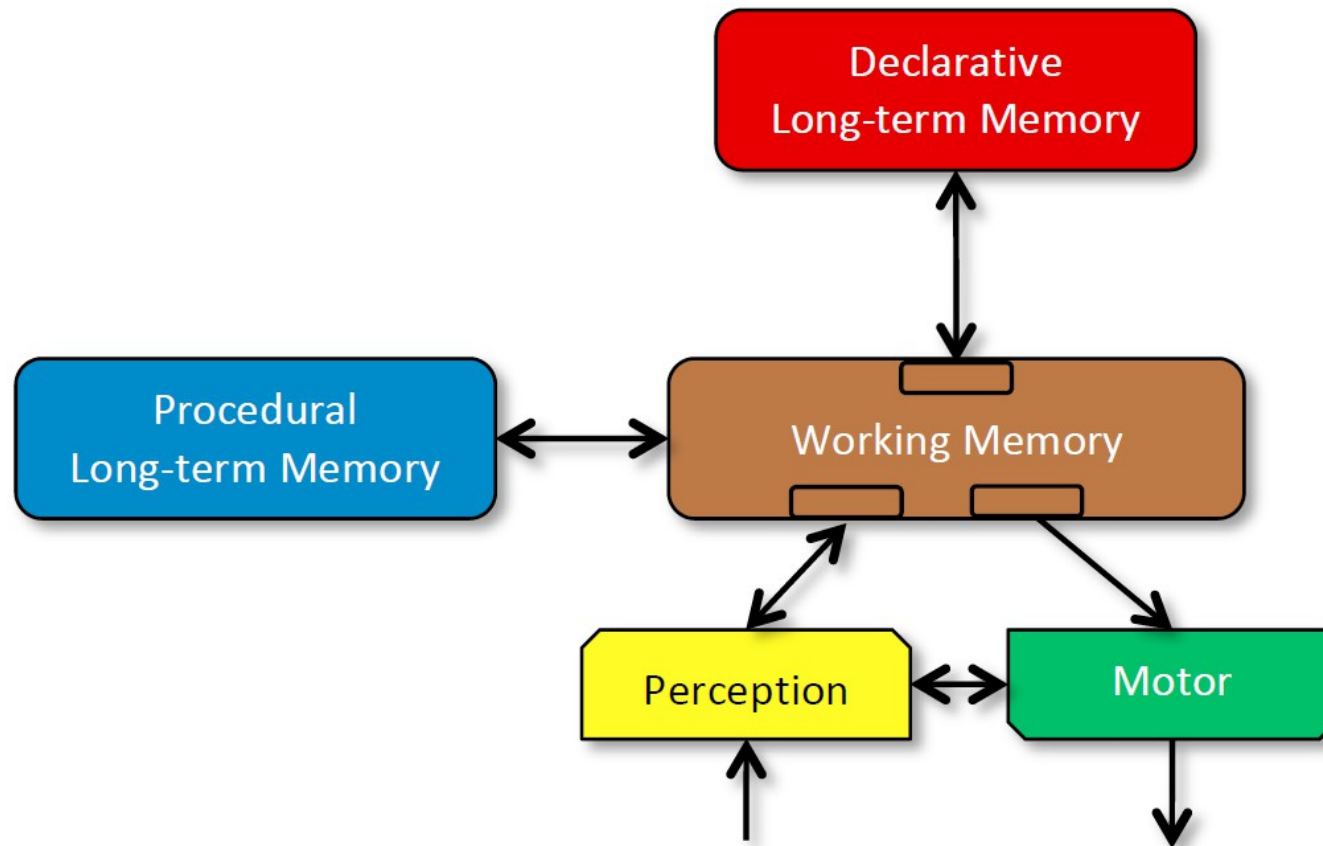 Declarative
Long-term Memory
Procedural
Long-term Memory
Working Memory
Perception
Motor